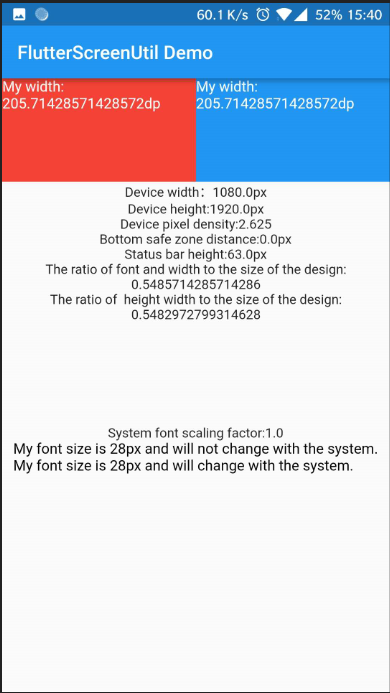 60.1 K/s 52% 15:40
FlutterScreenUtil Demo
My width: My width:
205.71428571428572dp 205.71428571428572dp
Device width：1080.0px
Device height:1920.0px
Device pixel density:2.625
Bottom safe zone distance:0.0px
Status bar height:63.0px
The ratio of font and width to the size of the design:
0.5485714285714286
The ratio of  height width to the size of the design:
0.5482972799314628
System font scaling factor:1.0
My font size is 28px and will not change with the system.
My font size is 28px and will change with the system.